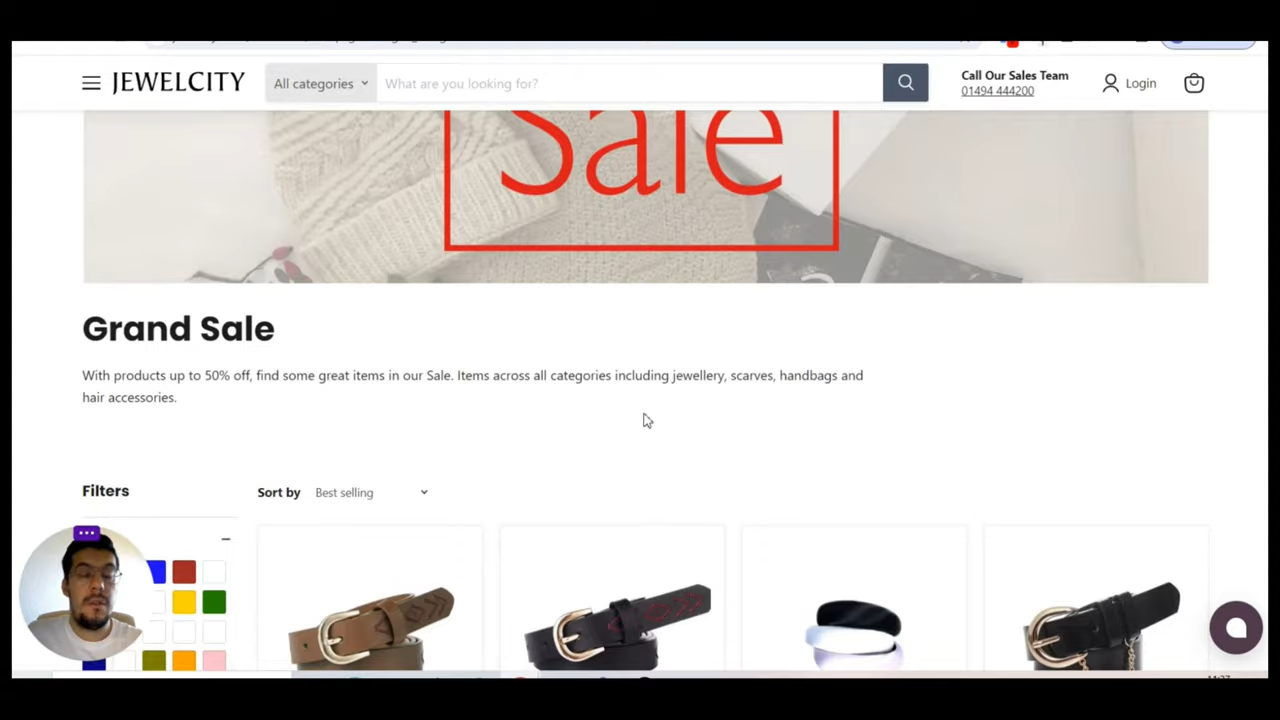 JEWELCITY
All categories
What are you looking for?
Call Our Sales Team
01494 444200
Login
Sale
Grand Sale
With products up to 50% off, find some great items in our Sale. Items across all categories including jewellery, scarves, handbags and
hair accessories.
Filters
Sort by
Best selling